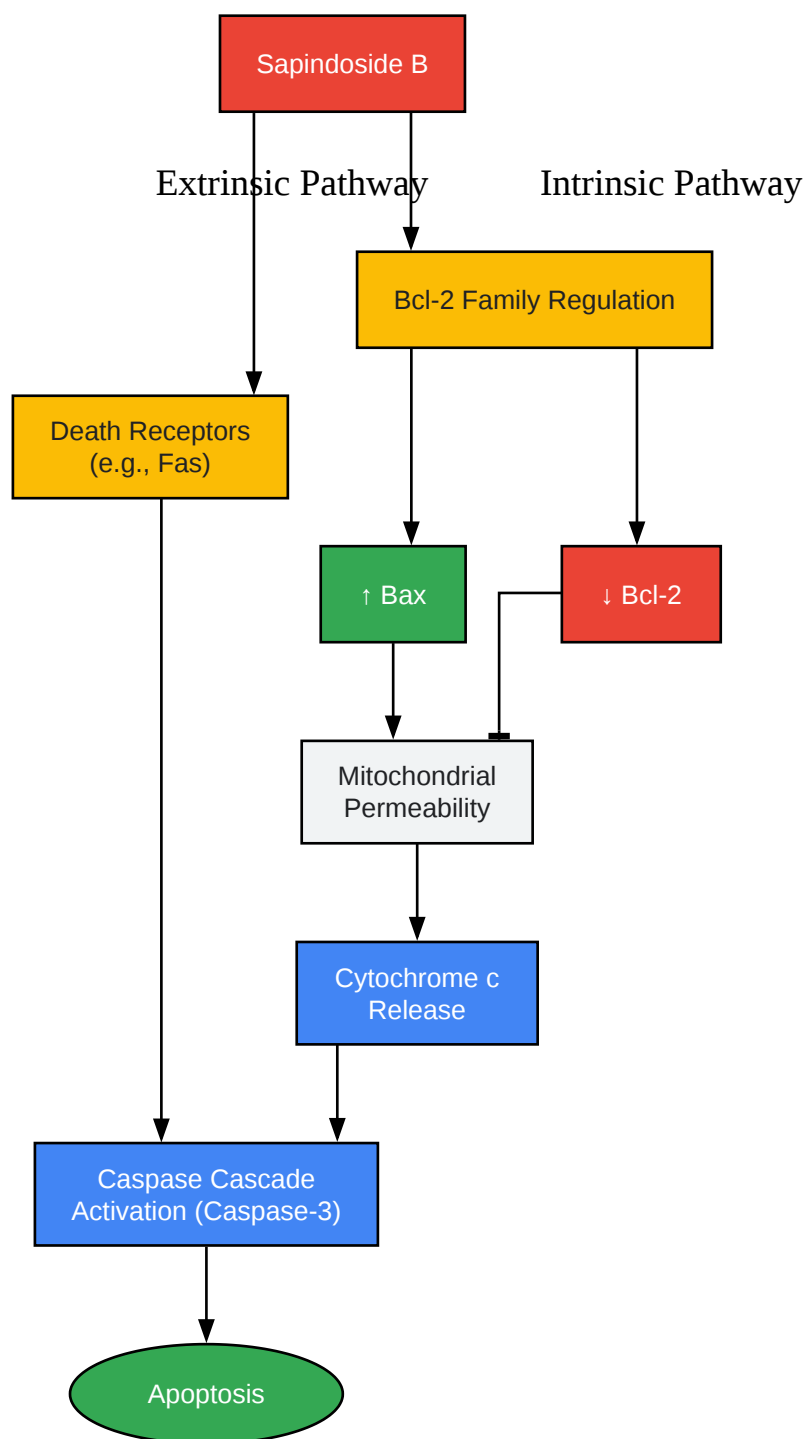 Sapindoside B
Extrinsic Pathway
Intrinsic Pathway
Bcl-2 Family Regulation
Death Receptors
(e.g., Fas)
↑ Bax
↓ Bcl-2
Mitochondrial
Permeability
Cytochrome c
Release
Caspase Cascade
Activation (Caspase-3)
Apoptosis